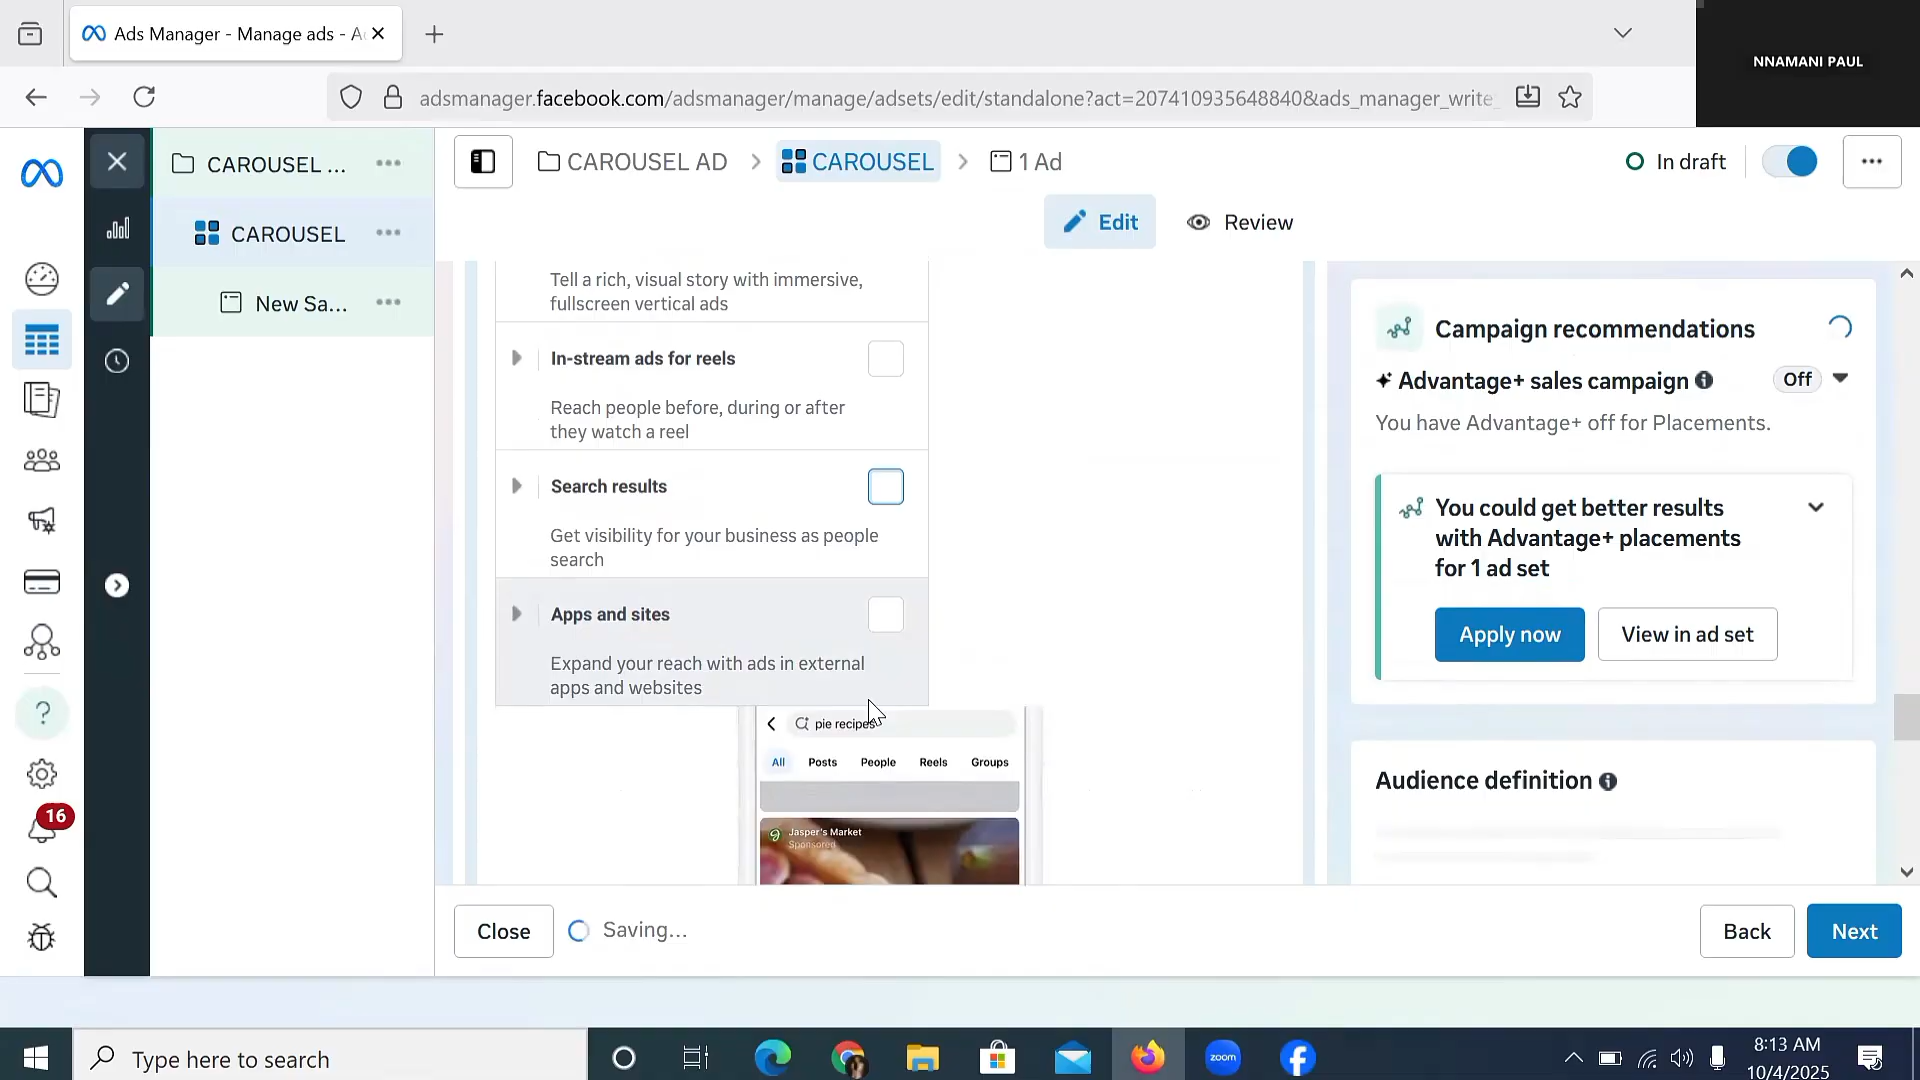 Ads Manager - Manage ads - A
NNAMANI PAUL
adsmanager.facebook.com/adsmanager/manage/adsets/edit/standalone?act=207410935648840&ads_manager_write_
CAROUSEL ...
CAROUSEL AD
CAROUSEL
1 Ad
In draft
CAROUSEL
Edit
Review
New Sa...
Tell a rich, visual story with immersive,
fullscreen vertical ads
In-stream ads for reels
Reach people before, during or after
they watch a reel
Search results
Get visibility for your business as people
search
Apps and sites
Expand your reach with ads in external
apps and websites
pie recipes
All Posts People Reels Groups
Jasper's Market
Sponsored
Campaign recommendations
Advantage+ sales campaign
Off
You have Advantage+ off for Placements.
You could get better results
with Advantage+ placements
for 1 ad set
Apply now
View in ad set
Audience definition
16
Close
Saving...
Back
Next
Type here to search
zoom
8:13 AM
10/4/2025